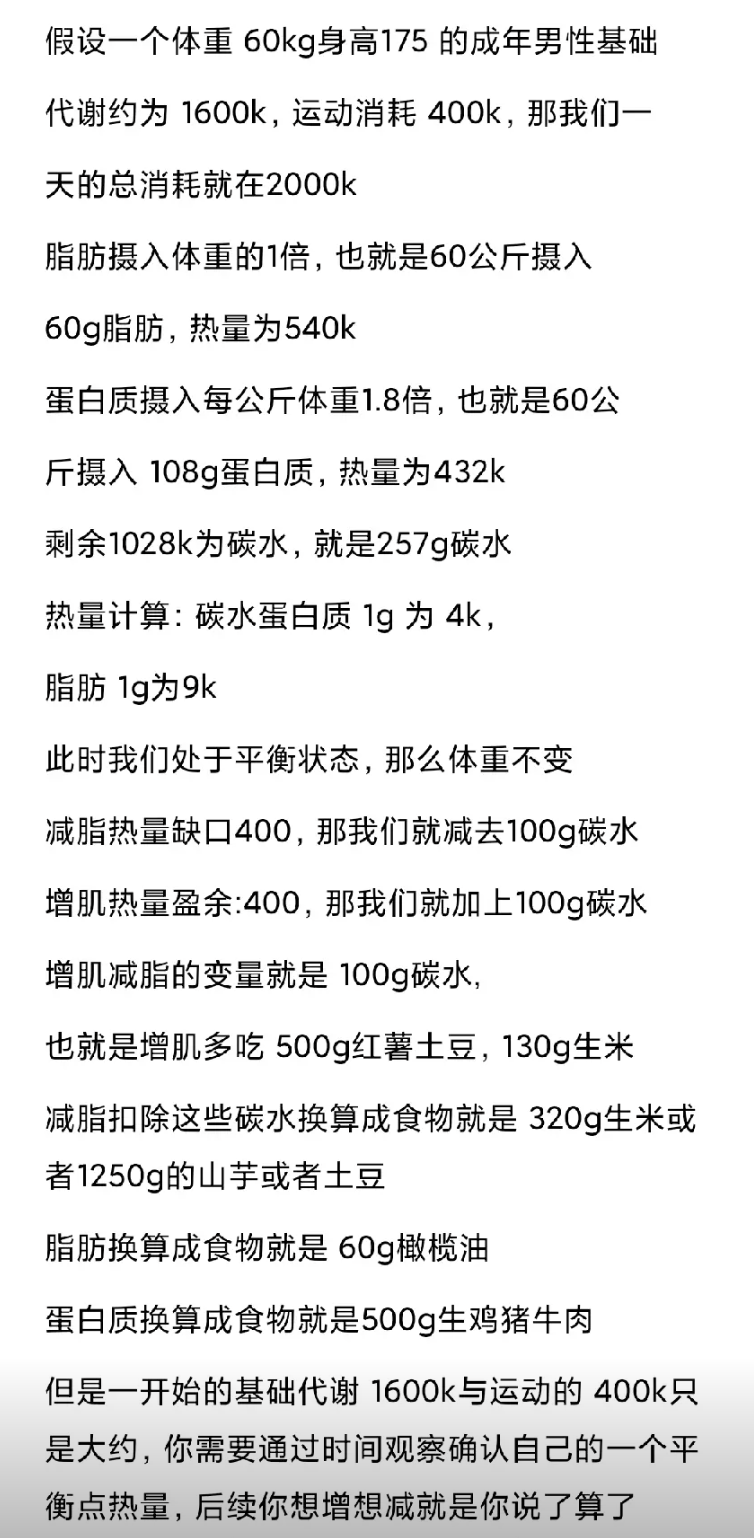 假设一个体重 60kg身高175 的成年男性基础
代谢约为 1600k，运动消耗 400k，那我们一
天的总消耗就在2000k
脂肪摄入体重的1倍，也就是60公斤摄入
60g脂肪，热量为540k
蛋白质摄入每公斤体重1.8倍，也就是60公
斤摄入 108g蛋白质，热量为432k
剩余1028k为碳水，就是257g碳水
热量计算：碳水蛋白质 1g 为 4k，
脂肪 1g为9k
此时我们处于平衡状态，那么体重不变
减脂热量缺口400，那我们就减去100g碳水
增肌热量盈余:400，那我们就加上100g碳水
增肌减脂的变量就是 100g碳水,
也就是增肌多吃 500g红薯土豆，130g生米
减脂扣除这些碳水换算成食物就是 320g生米或
者1250g的山芋或者土豆
脂肪换算成食物就是 60g橄榄油
蛋白质换算成食物就是500g生鸡猪牛肉
但是一开始的基础代谢 1600k与运动的 400k只
是大约，你需要通过时间观察确认自己的一个平
衡点热量，后续你想增想减就是你说了算了